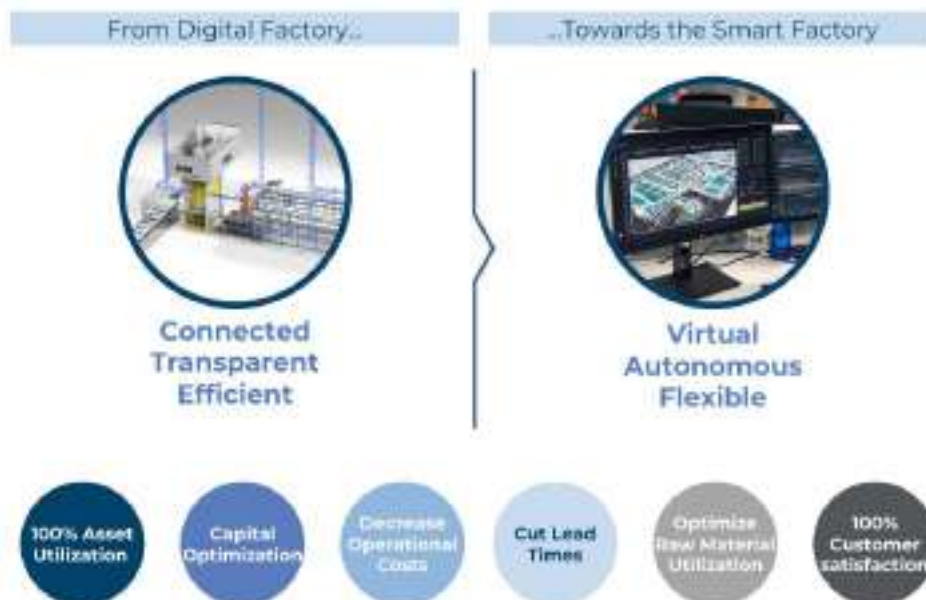 From Digital Factory...
...Towards the Smart Factory
Connected
Transparent
Efficient
Virtual
Autonomous
Flexible
100% Asset
Utilization
Capital
Optimization
Decrease
Operational
Costs
Cut Lead
Times
Optimize
Raw Material
Utilization
100%
Customer
satisfaction